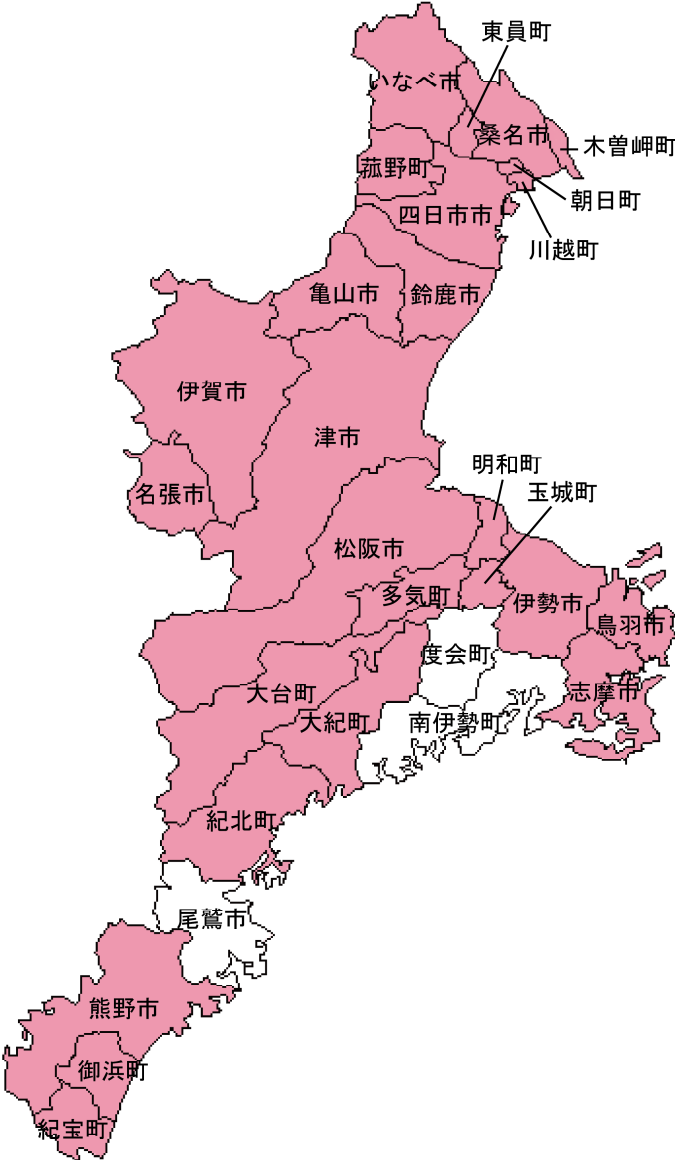 東員町
いなべ市
桑名市
木曽岬町
菰野町
朝日町
四日市市
川越町
亀山市
鈴鹿市
伊賀市
津市
明和町
名張市
玉城町
松阪市
多気町
伊勢市
鳥羽市
度会町
大台町
志摩市
大紀町
南伊勢町
紀北町
尾鷲市
熊野市
御浜町
紀宝町